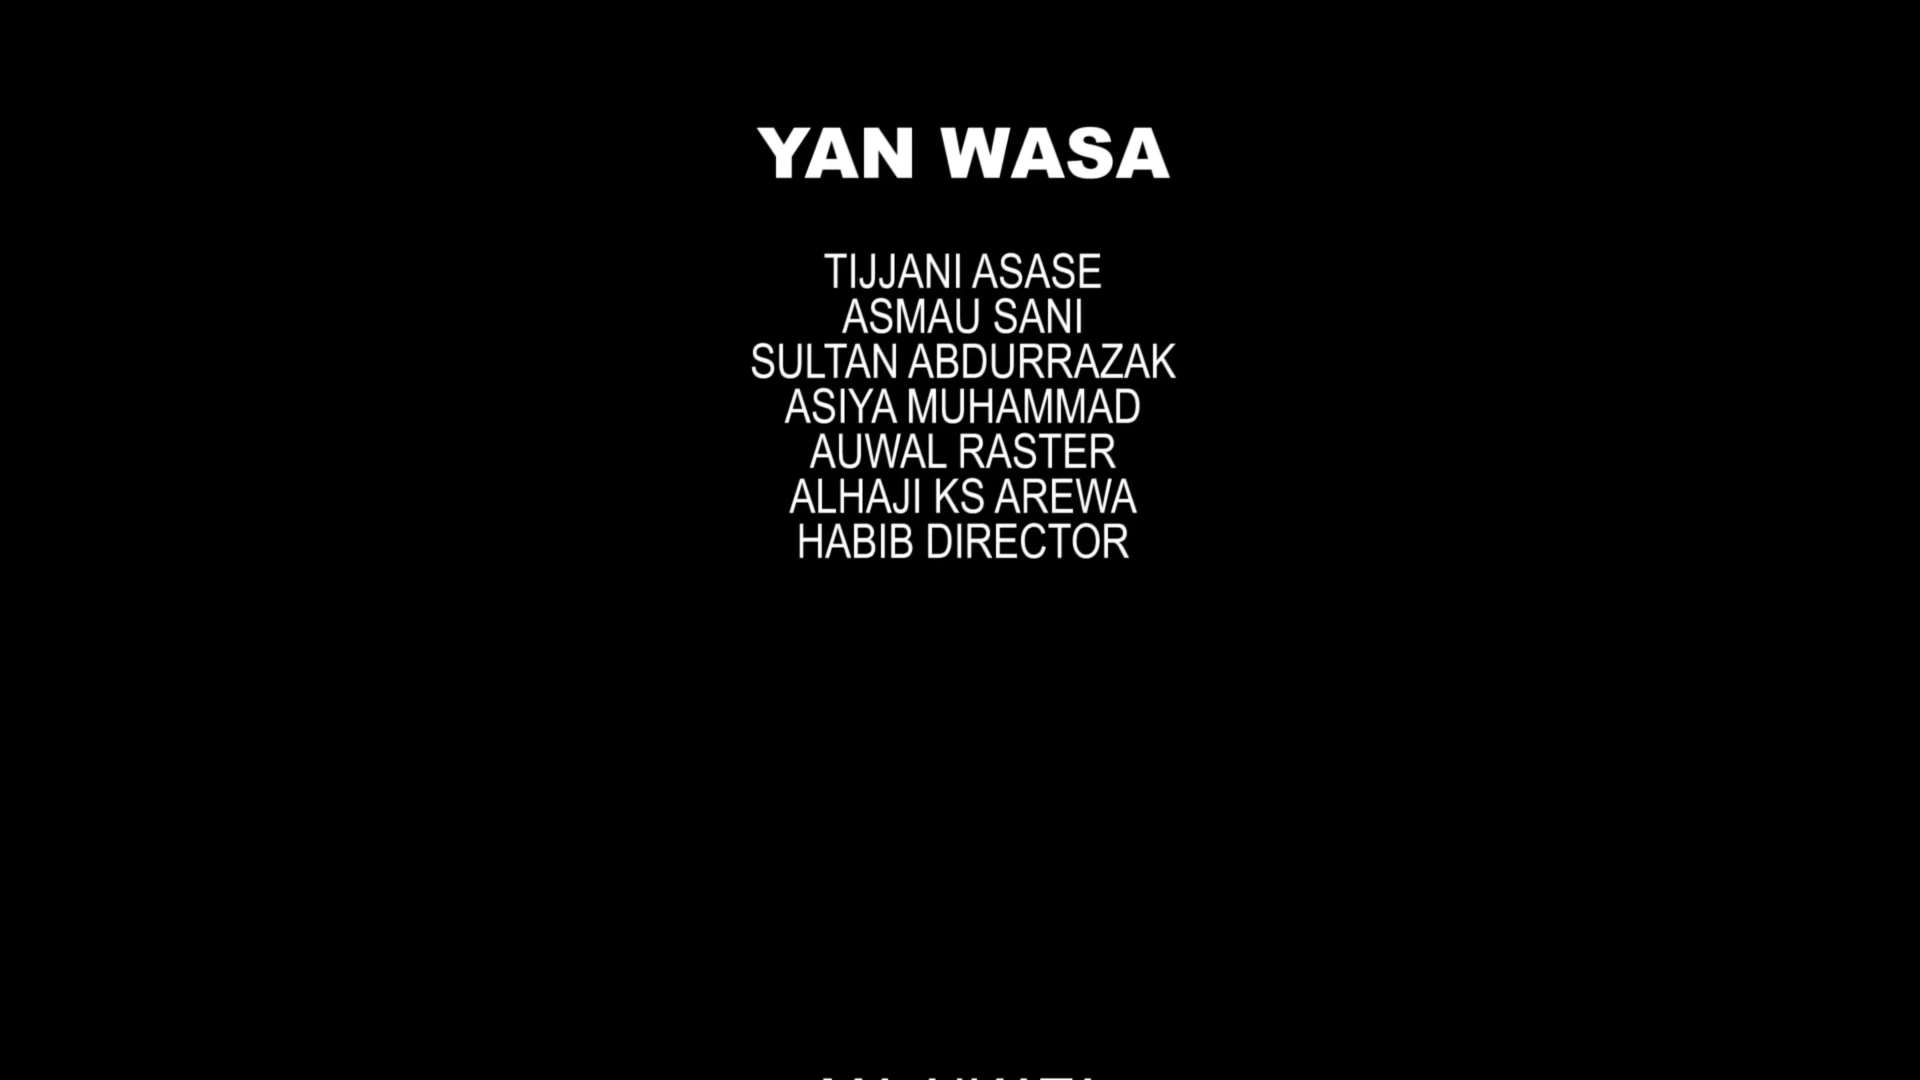 YAN WASA
TIJJANI ASASE
ASMAU SANI
SULTAN ABDURRAZAK
ASIYA MUHAMMAD
AUWAL RASTER
ALHAJI KS AREWA
HABIB DIRECTOR